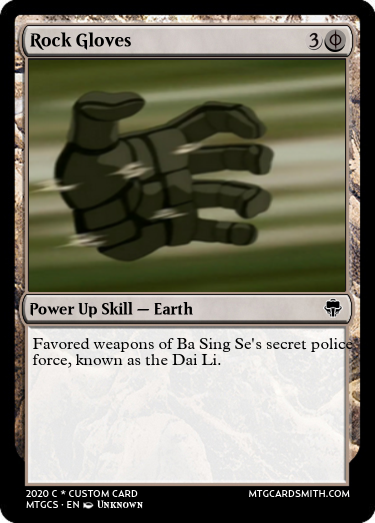 Rock Gloves 3
Power Up Skill — Earth
Favored weapons of Ba Sing Se's secret police
force, known as the Dai Li.
2020 C * CUSTOM CARD MTGCARDSMITH.COM
MTGCS · EN Unknown